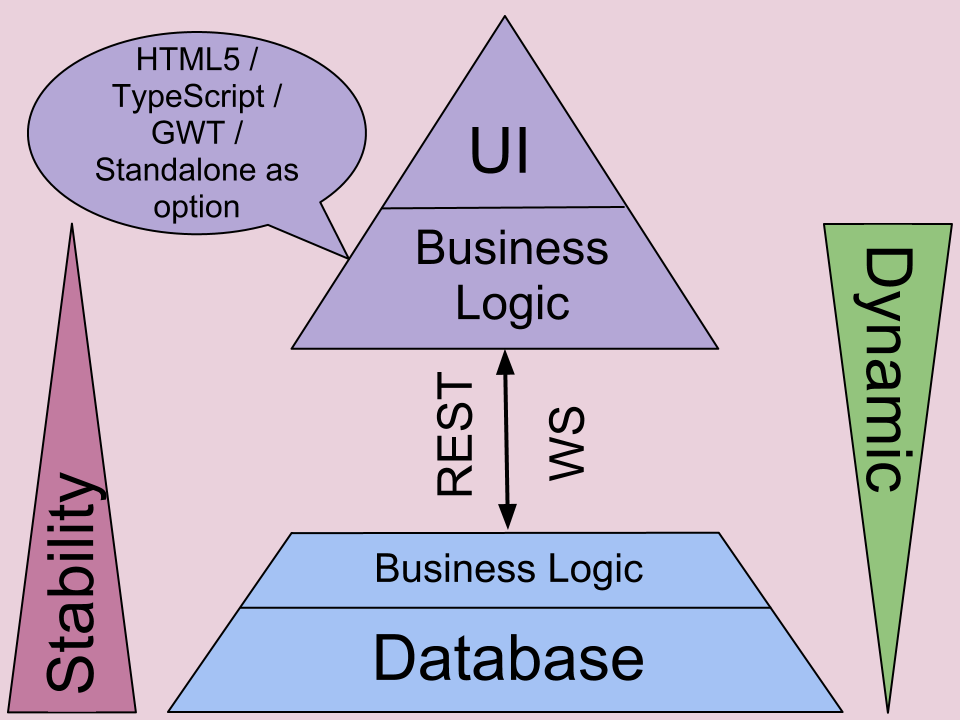 HTML5 /
TypeScript /
GWT /
Standalone as
option
UI
Business
Logic
Stability
Dynamic
REST
WS
Business Logic
Database